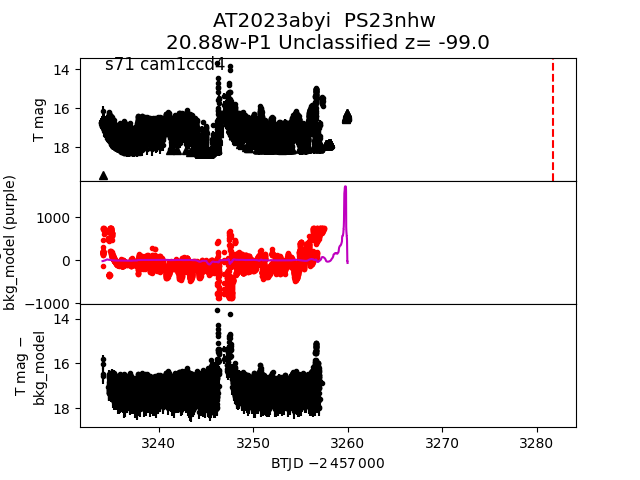 AT2023abyi  PS23nhw
20.88w-P1 Unclassified z= -99.0
s71 cam1ccd4
14
16
18
T mag
1000
0
−1000
bkg_model (purple)
14
16
18
T mag −
bkg_model
3240
3250
3260
3270
3280
BTJD −2 457 000